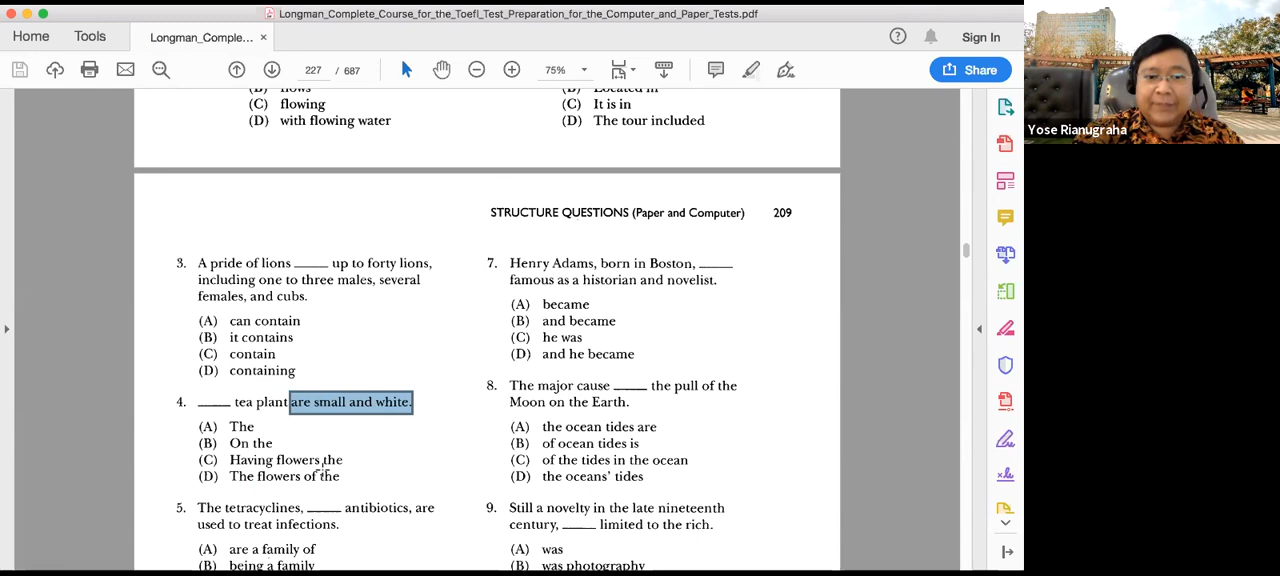 Longman_Complete_Course_for_the_Toefl_Test_Preparation_for_the_Computer_and_Paper_Tests.pdf
Home
Tools
Longman_Comple... ×
Sign In
227 / 687
75%
Share
Yose Rianugraha
(B) flows
(C) flowing
(D) with flowing water
(B) Located in
(C) It is in
(D) The tour included
STRUCTURE QUESTIONS (Paper and Computer) 209
3. A pride of lions _____ up to forty lions,
including one to three males, several
females, and cubs.
(A) can contain
(B) it contains
(C) contain
(D) containing
4. _____ tea plant are small and white.
(A) The
(B) On the
(C) Having flowers the
(D) The flowers of the
5. The tetracyclines, _____ antibiotics, are
used to treat infections.
(A) are a family of
(B) being a family
7. Henry Adams, born in Boston, _____
famous as a historian and novelist.
(A) became
(B) and became
(C) he was
(D) and he became
8. The major cause _____ the pull of the
Moon on the Earth.
(A) the ocean tides are
(B) of ocean tides is
(C) of the tides in the ocean
(D) the oceans' tides
9. Still a novelty in the late nineteenth
century, _____ limited to the rich.
(A) was
(B) was photography